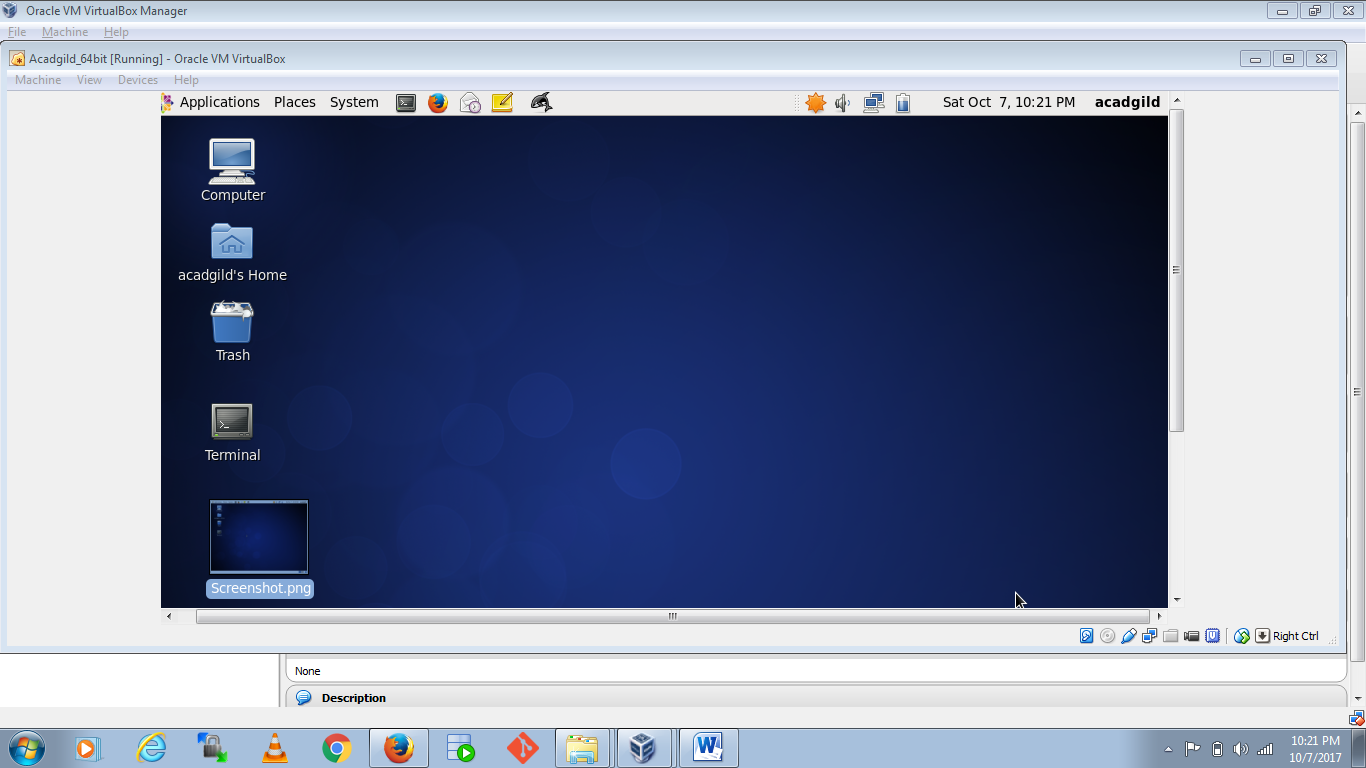 Oracle VM VirtualBox Manager
File Machine Help
Acadgild_64bit [Running] - Oracle VM VirtualBox
Machine View Devices Help
Applications Places System Sat Oct 7, 10:21 PM acadgild
Computer
acadgild's Home
Trash
Terminal
Screenshot.png
Right Ctrl
None
Description
10:21 PM
10/7/2017